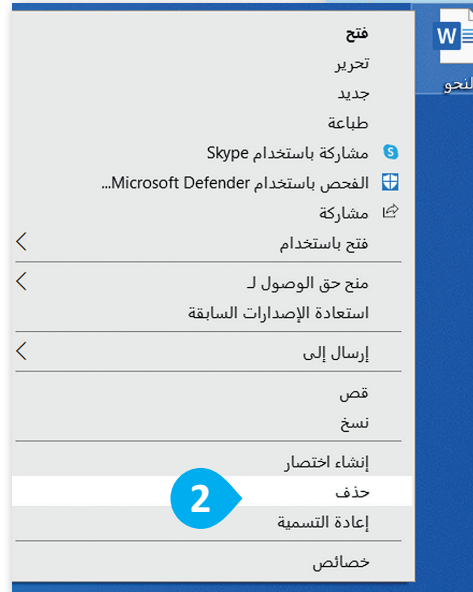 فتح
تحرير
جديد
طباعة
مشاركة باستخدام Skype
الفحص باستخدام Microsoft Defender...
مشاركة
فتح باستخدام
منح حق الوصول لـ
استعادة الإصدارات السابقة
إرسال إلى
قص
نسخ
إنشاء اختصار
حذف
2
إعادة التسمية
خصائص
W